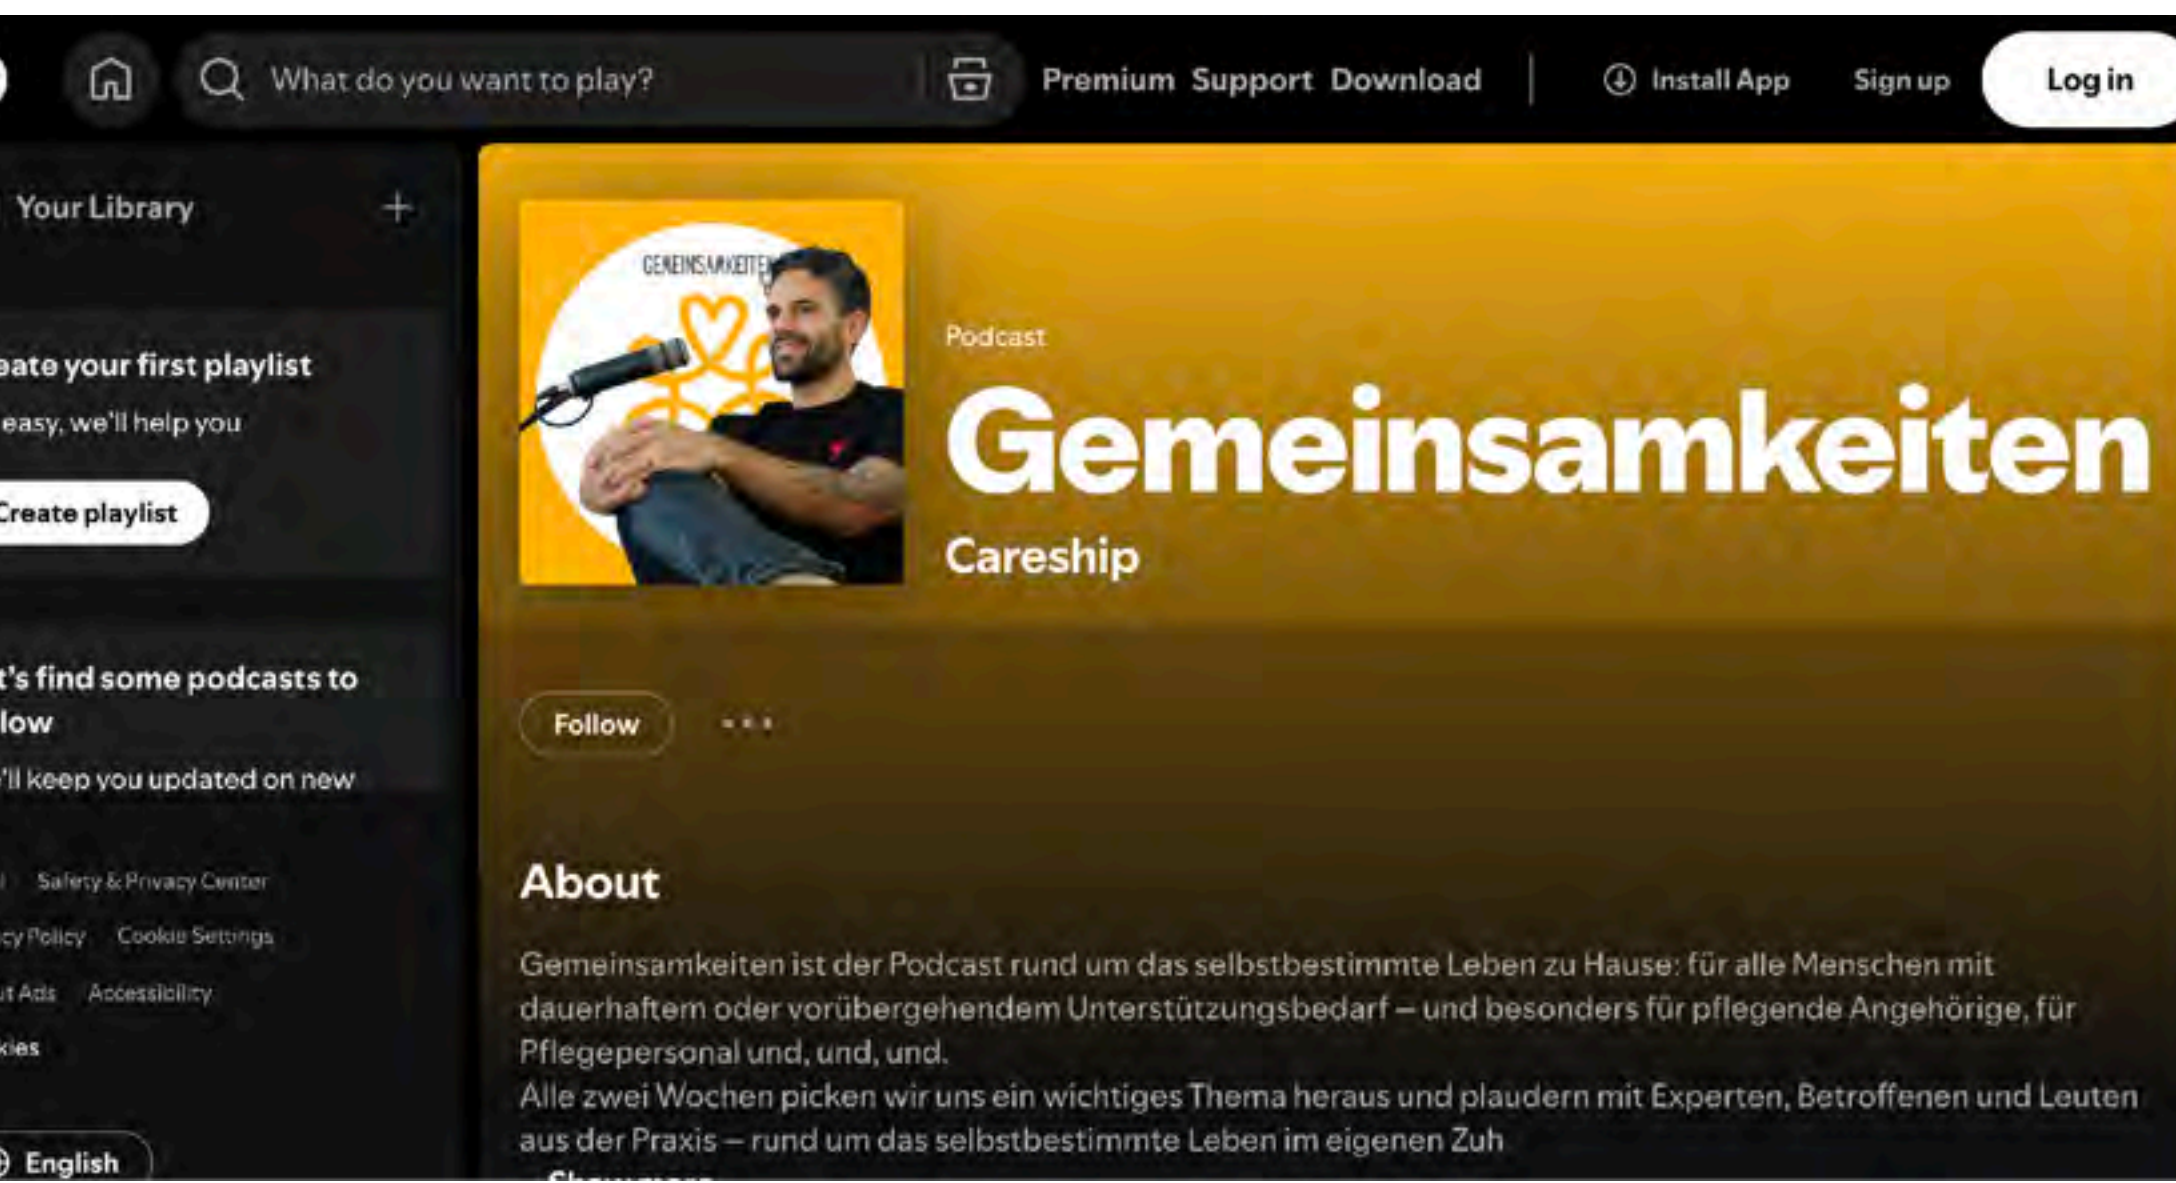 What do you want to play?
Premium Support Download
Install App
Sign up
Log in
Your Library
eate your first playlist
easy, we'll help you
Create playlist
t's find some podcasts to
low
'll keep you updated on new
Safety & Privacy Center
cy Policy Cookie Settings
ut Ads Accessibility
kies
English
GEMEINSAMKEITEN
Podcast
Gemeinsamkeiten
Careship
Follow
About
Gemeinsamkeiten ist der Podcast rund um das selbstbestimmte Leben zu Hause: für alle Menschen mit
dauerhaftem oder vorübergehendem Unterstützungsbedarf – und besonders für pflegende Angehörige, für
Pflegepersonal und, und, und.
Alle zwei Wochen picken wir uns ein wichtiges Thema heraus und plaudern mit Experten, Betroffenen und Leuten
aus der Praxis – rund um das selbstbestimmte Leben im eigenen Zuh
Show more